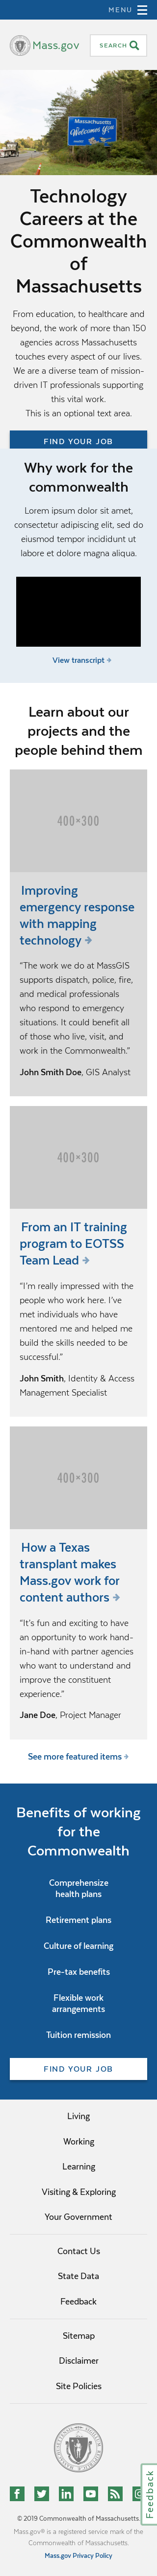 MENU
Mass.gov
SEARCH
Massachusetts
Welcomes You
Technology
Careers at the
Commonwealth
of
Massachusetts
From education, to healthcare and
beyond, the work of more than 150
agencies across Massachusetts
touches every aspect of our lives.
We are a diverse team of mission-
driven IT professionals supporting
this vital work.
This is an optional text area.
FIND YOUR JOB
Why work for the
commonwealth
Lorem ipsum dolor sit amet,
consectetur adipisicing elit, sed do
eiusmod tempor incididunt ut
labore et dolore magna aliqua.
View transcript
Learn about our
projects and the
people behind them
400×300
Improving
emergency response
with mapping
technology
“The work we do at MassGIS
supports dispatch, police, fire,
and medical professionals
who respond to emergency
situations. It could benefit all
of those who live, visit, and
work in the Commonwealth.”
John Smith Doe, GIS Analyst
400×300
From an IT training
program to EOTSS
Team Lead
“I’m really impressed with the
people who work here. I’ve
met individuals who have
mentored me and helped me
build the skills needed to be
successful.”
John Smith, Identity & Access
Management Specialist
400×300
How a Texas
transplant makes
Mass.gov work for
content authors
“It’s fun and exciting to have
an opportunity to work hand-
in-hand with partner agencies
who want to understand and
improve the constituent
experience.”
Jane Doe, Project Manager
See more featured items
Benefits of working
for the
Commonwealth
Comprehensize
health plans
Retirement plans
Culture of learning
Pre-tax benefits
Flexible work
arrangements
Tuition remission
FIND YOUR JOB
Living
Working
Learning
Visiting & Exploring
Your Government
Contact Us
State Data
Feedback
Sitemap
Disclaimer
Site Policies
Feedback
© 2019 Commonwealth of Massachusetts.
Mass.gov® is a registered service mark of the
Commonwealth of Massachusetts.
Mass.gov Privacy Policy